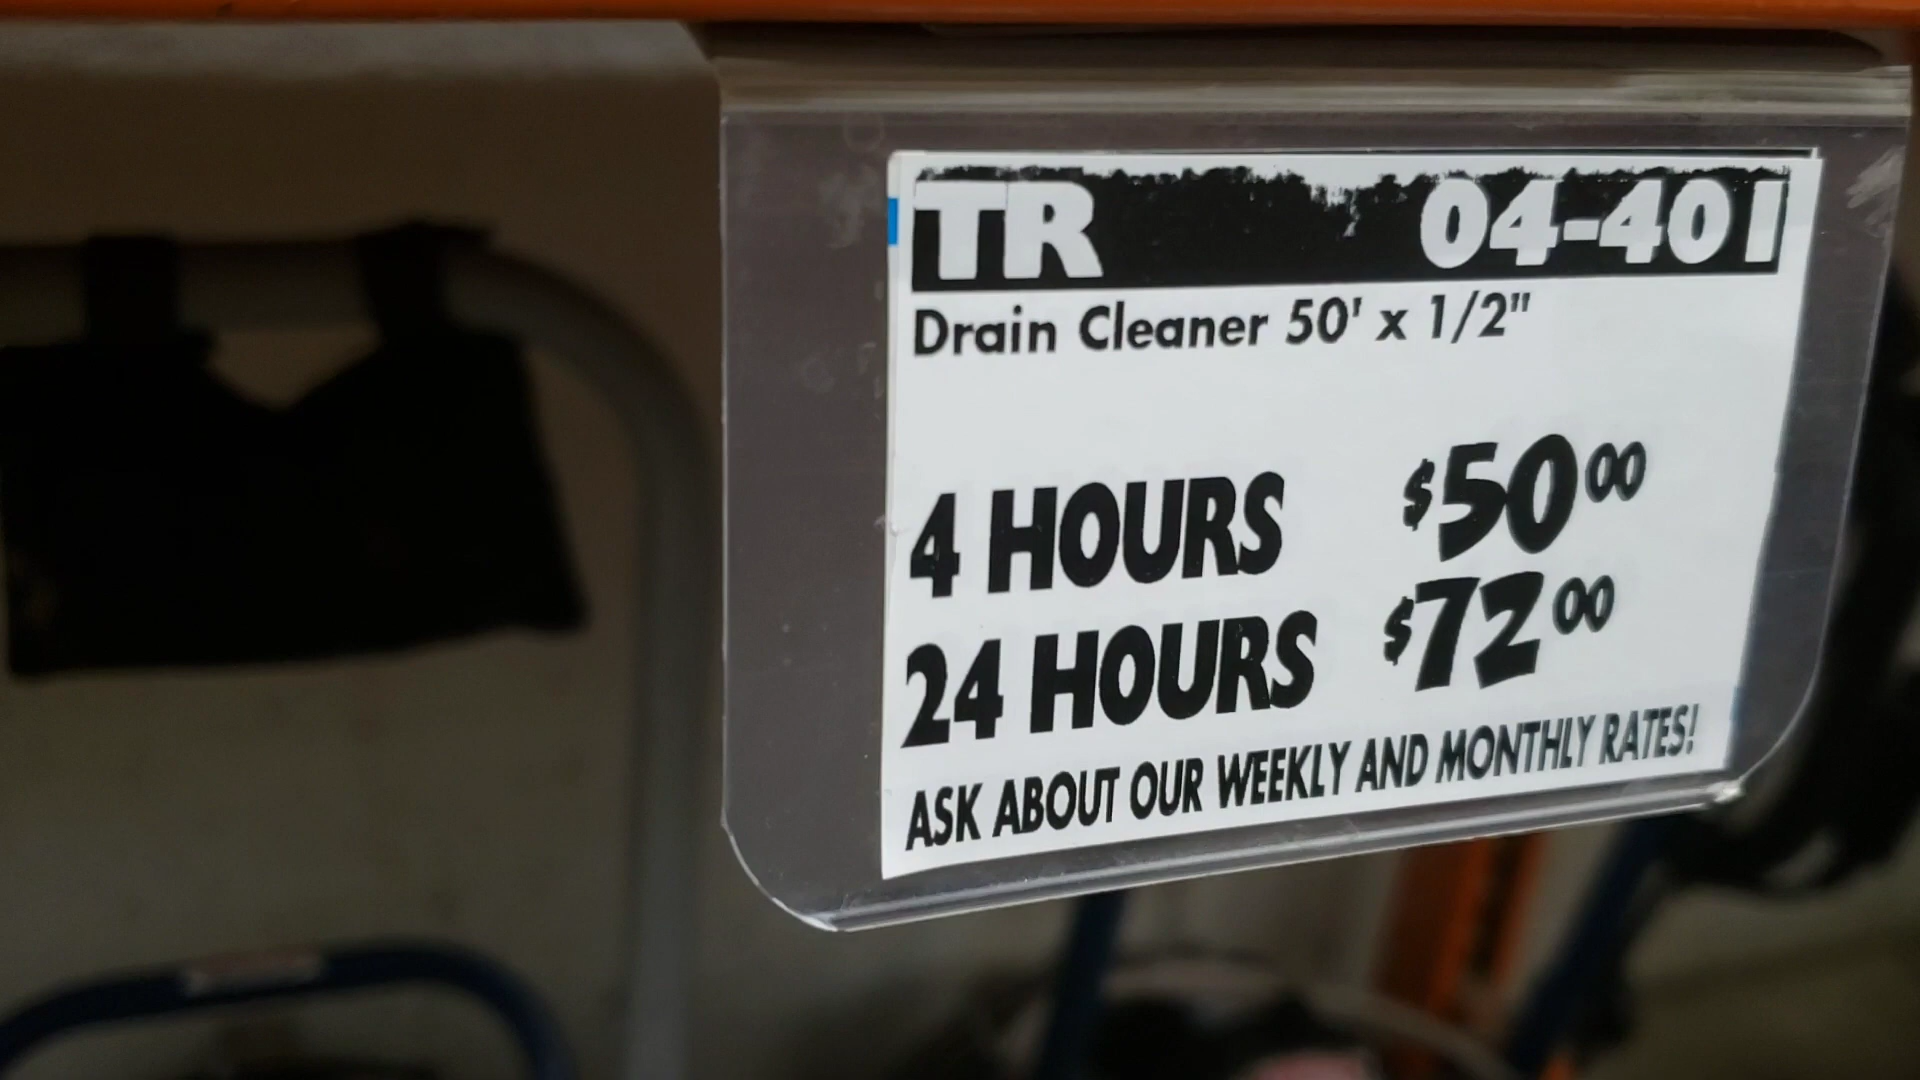 TR 04-401
Drain Cleaner 50' x 1/2"
4 HOURS $50 00
24 HOURS $72 00
ASK ABOUT OUR WEEKLY AND MONTHLY RATES!